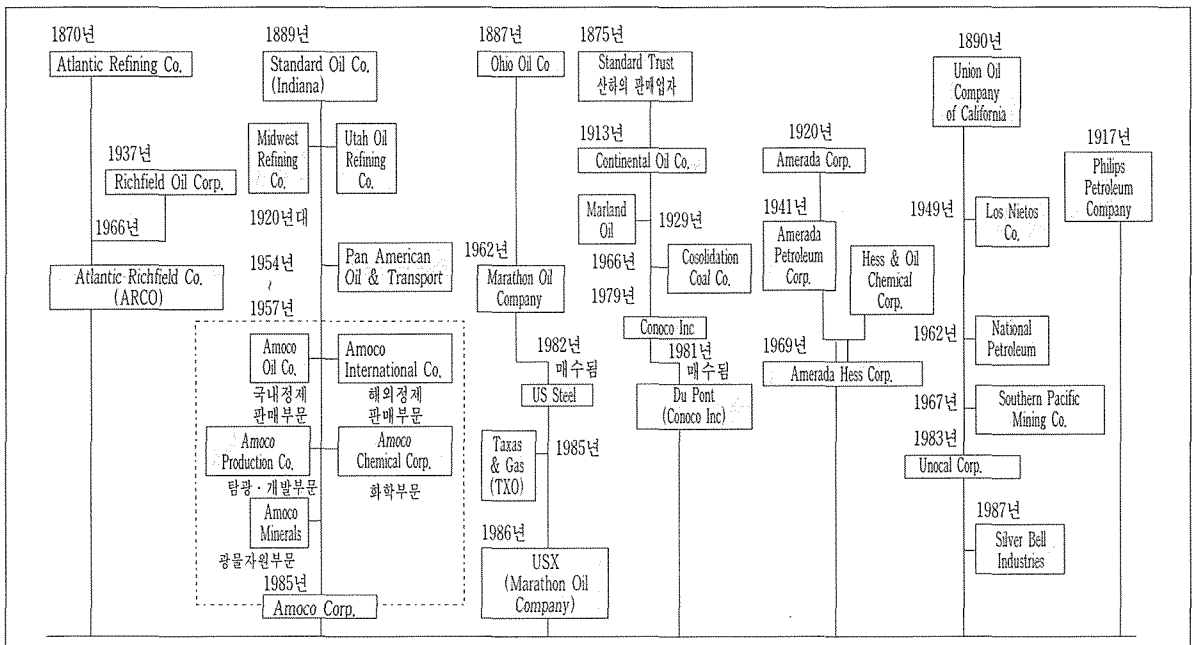 1870년
Atlantic Refining Co.
1937년
Richfield Oil Corp.
1966년
Atlantic Richfield Co.
(ARCO)
1889년
Standard Oil Co.
(Indiana)
Midwest
Refining
Co.
Utah Oil
Refining
Co.
1920년대
1954년
~
1957년
Pan American
Oil & Transport
Amoco
Oil Co.
국내정제
판매부문
Amoco
International Co.
해외정제
판매부문
Amoco
Production Co.
탐광·개발부문
Amoco
Chemical Corp.
화학부문
Amoco
Minerals
광물자원부문
1985년
Amoco Corp.
1887년
Ohio Oil Co
1962년
Marathon Oil
Company
1982년
매수됨
US Steel
Taxas
& Gas
(TXO)
1985년
1986년
USX
(Marathon Oil
Company)
1875년
Standard Trust
산하의 판매업자
1913년
Continental Oil Co.
Marland
Oil
1929년
1966년
Cosolidation
Coal Co.
1979년
Conoco Inc
1981년
매수됨
Du Pont
(Conoco Inc)
1920년
Amerada Corp.
1941년
Amerada
Petroleum
Corp.
Hess & Oil
Chemical
Corp.
1969년
Amerada Hess Corp.
1890년
Union Oil
Company
of California
1949년
Los Nietos
Co.
1962년
National
Petroleum
1967년
Southern Pacific
Mining Co.
1983년
Unocal Corp.
1987년
Silver Bell
Industries
1917년
Philips
Petroleum
Company